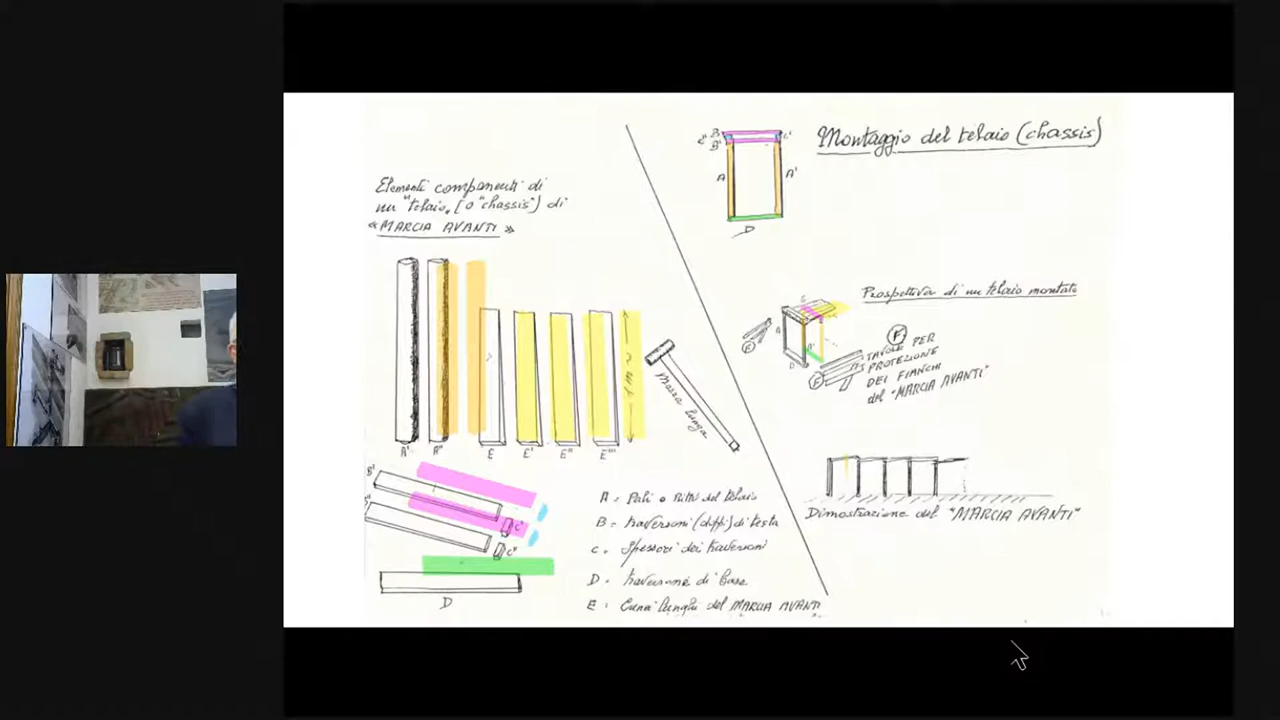 Elementi componenti di
un "telaio" [o "chassis") di
«MARCIA AVANTI»
A' A" E E' E" E'''
1 m
Mazza lunga
B'
C'
C"
D
A = Pali o ritti del telaio
B = traversoni (doppi) di testa
C = Spessori dei traversoni
D = traversone di base
E = Cunei lunghi del MARCIA AVANTI
Montaggio del telaio (chassis)
B
C" B' C'
A A'
D
Prospettiva di un telaio montato
F
TAVOLE PER
PROTEZIONE
DEI FIANCHI
del "MARCIA AVANTI"
F
F
Dimostrazione del "MARCIA AVANTI"